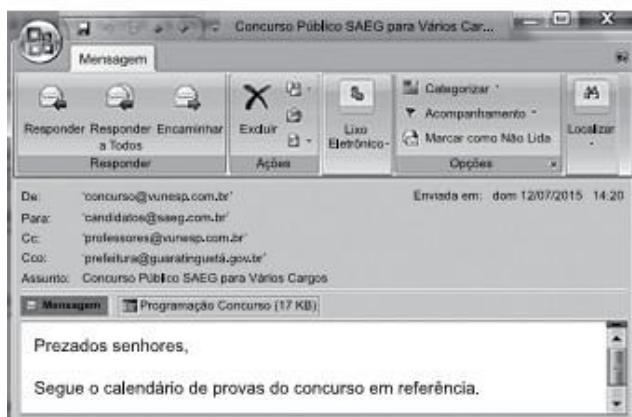 Concurso Público SAEG para Vários Car...
Mensagem
Responder Responder a Todos Encaminhar
Responder
Excluir
Ações
Lixo Eletrônico
Categorizar
Acompanhamento
Marcar como Não Lida
Opções
Localizar
De: 'concurso@vunesp.com.br' Enviada em: dom 12/07/2015 14:20
Para: 'candidatos@saeg.com.br'
Cc: 'professores@vunesp.com.br'
Cco: 'prefeitura@guaratinguetá.gov.br'
Assunto: Concurso Público SAEG para Vários Cargos
Mensagem Programação Concurso (17 KB)
Prezados senhores,
Segue o calendário de provas do concurso em referência.